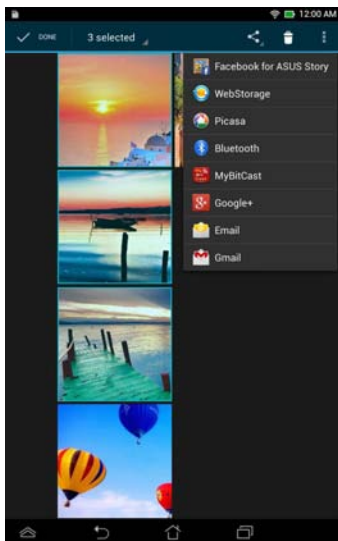 12:00 AM
DONE
3 selected
Facebook for ASUS Story
WebStorage
Picasa
Bluetooth
MyBitCast
Google+
Email
Gmail